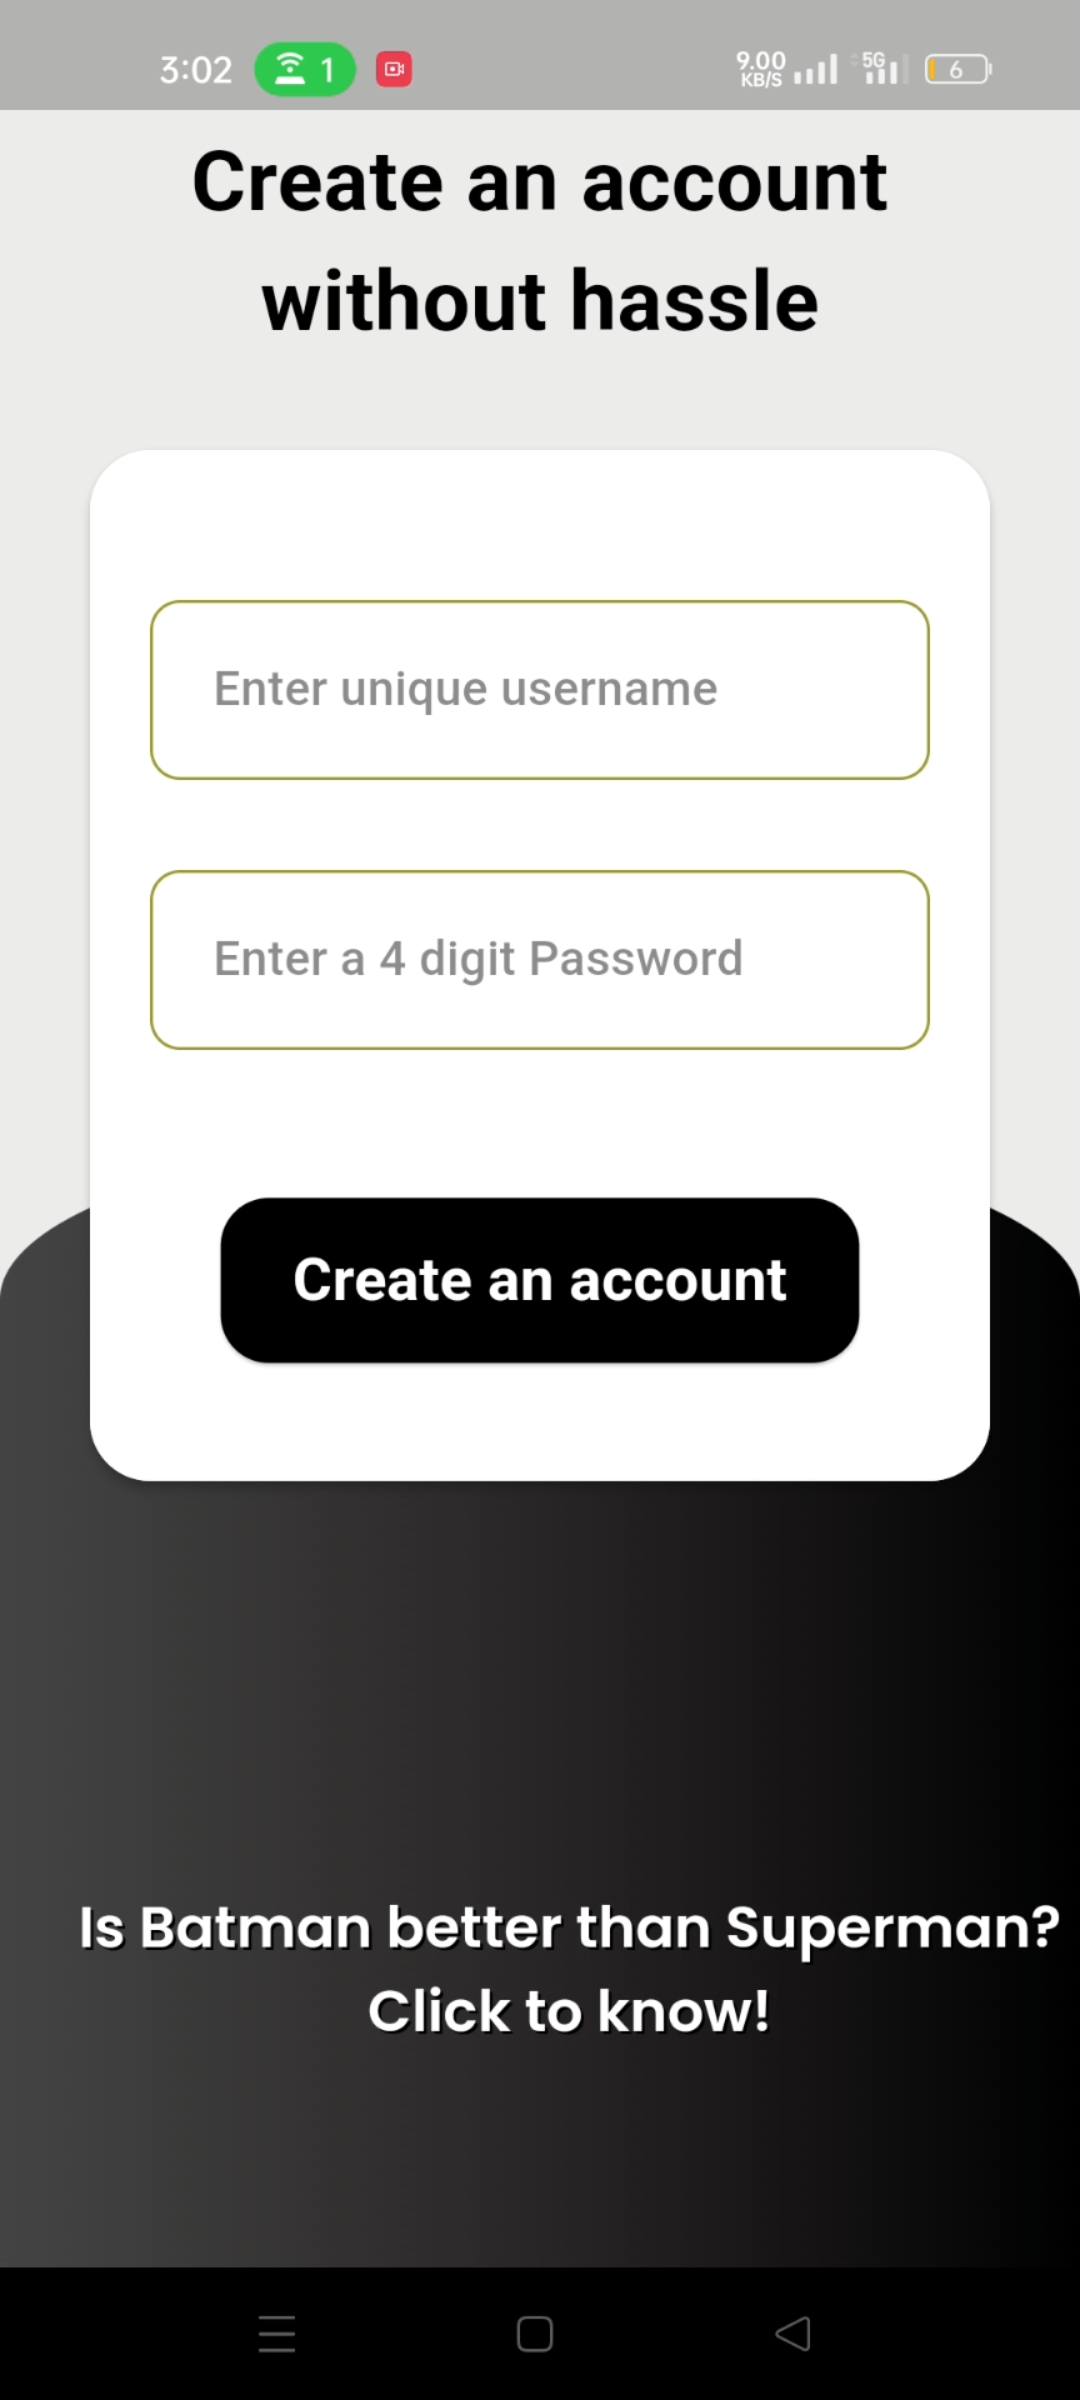 3:02 1 9.00 KB/S 5G 6
Create an account
without hassle
Enter unique username
Enter a 4 digit Password
Create an account
Is Batman better than Superman?
Click to know!